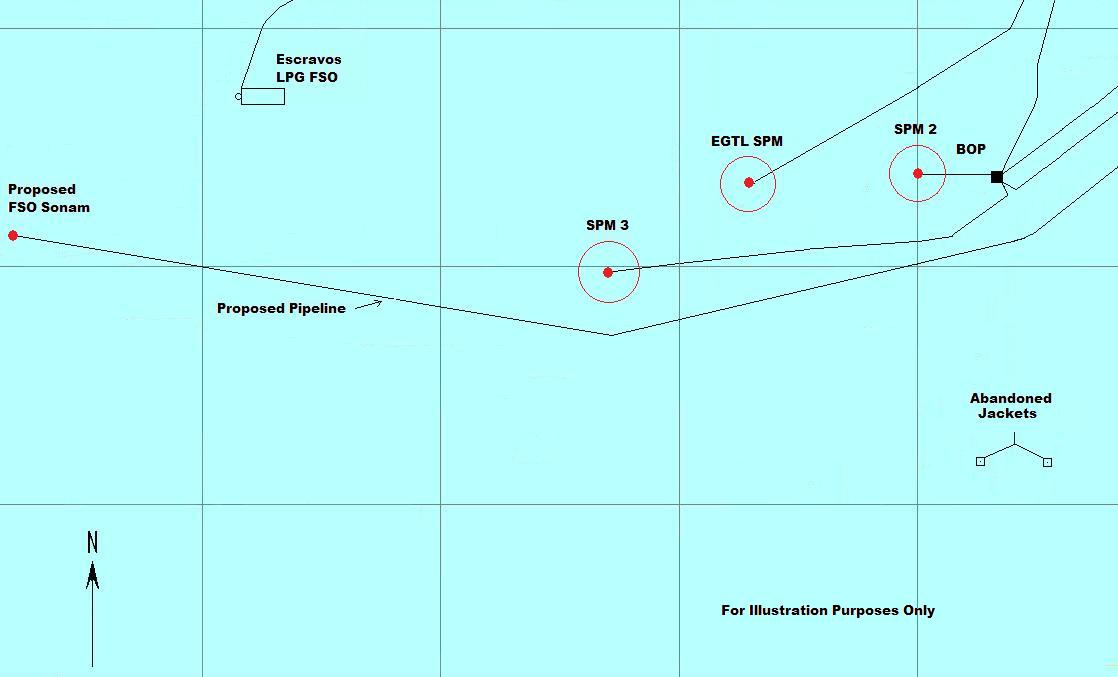 Escravos
LPG FSO
SPM 2
EGTL SPM
BOP
Proposed
FSO Sonam
SPM 3
Proposed Pipeline
Abandoned
Jackets
N
For Illustration Purposes Only